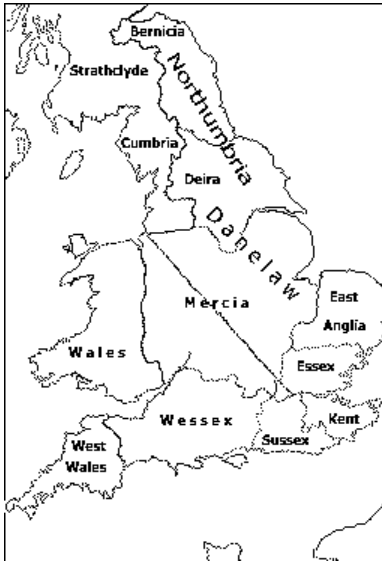 Bernicia
Strathclyde
Northumbria
Cumbria
Deira
Danelaw
Mercia
East
Anglia
Wales
Essex
Wessex
Kent
Sussex
West
Wales